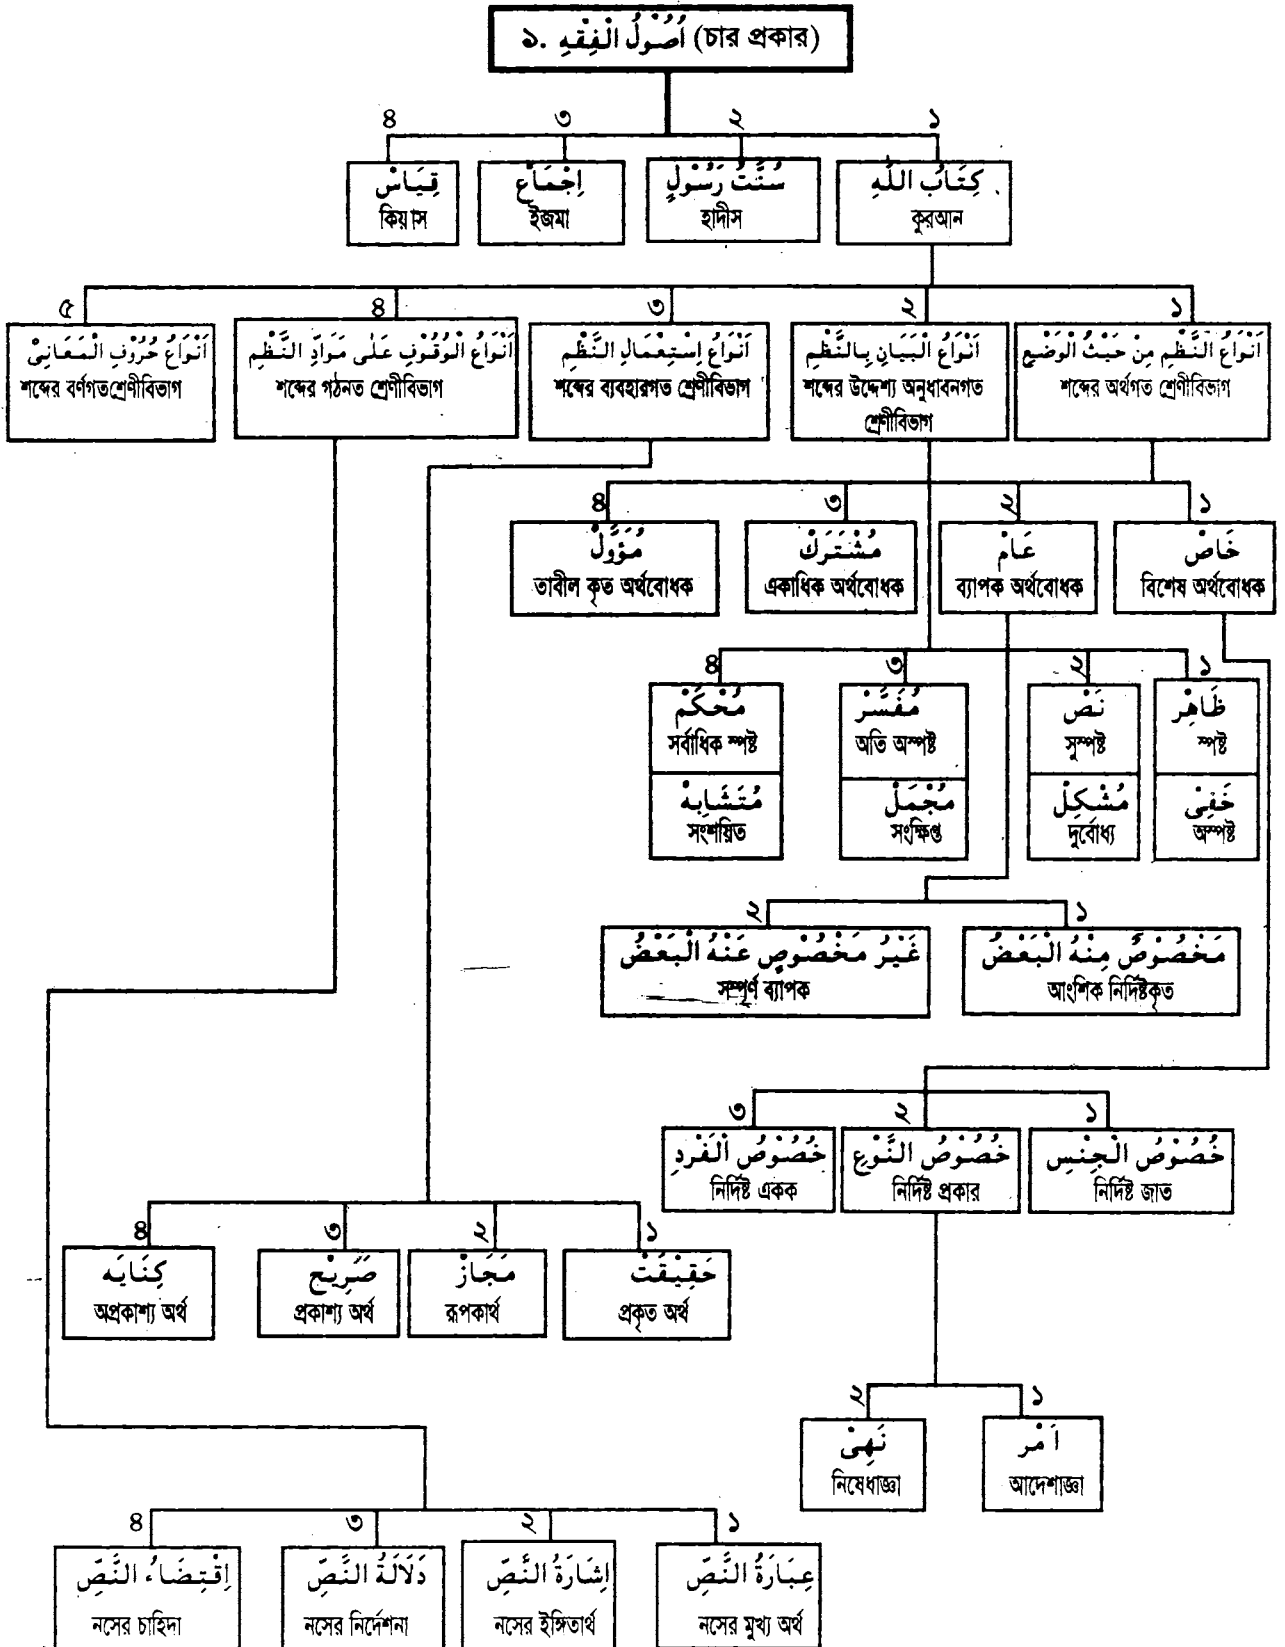 ১. اُصُوْلُ الْفِقْهِ (চার প্রকার)
৪ ৩ ২ ১
قِيَاسْ
কিয়াস
اِجْمَاعْ
ইজমা
سُنَّتُ رَسُوْلٍ
হাদীস
كِتَابُ اللّٰهِ
কুরআন
৫ ৪ ৩ ২ ১
اَنْوَاعُ حُرُوْفِ الْمَعَانِىْ
শব্দের বর্ণগত শ্রেণীবিভাগ
اَنْوَاعُ الْوُقُوْفِ عَلٰى مَوَادِّ النَّظْمِ
শব্দের গঠনত শ্রেণীবিভাগ
اَنْوَاعُ اِسْتِعْمَالِ النَّظْمِ
শব্দের ব্যবহারগত শ্রেণীবিভাগ
اَنْوَاعُ الْبَيَانِ بِالنَّظْمِ
শব্দের উদ্দেশ্য অনুধাবনগত
শ্রেণীবিভাগ
اَنْوَاعُ النَّظْمِ مِنْ حَيْثُ الْوَضْعِ
শব্দের অর্থগত শ্রেণীবিভাগ
৪ ৩ ২ ১
مُؤَوَّلْ
তাবীল কৃত অর্থবোধক
مُشْتَرَكْ
একাধিক অর্থবোধক
عَامْ
ব্যাপক অর্থবোধক
خَاصْ
বিশেষ অর্থবোধক
৪ ৩ ২ ১
مُحْكَمْ
সর্বাধিক স্পষ্ট
مُتَشَابِهْ
সংশয়িত
مُفَسَّرْ
অতি অস্পষ্ট
مُجْمَلْ
সংক্ষিপ্ত
نَصْ
সুস্পষ্ট
مُشْكِلْ
দুর্বোধ্য
ظَاهِرْ
স্পষ্ট
خَفِىْ
অস্পষ্ট
২ ১
غَيْرُ مَخْصُوْصٍ عَنْهُ الْبَعْضُ
সম্পূর্ণ ব্যাপক
مَخْصُوْصٌ مِنْهُ الْبَعْضُ
আংশিক নির্দিষ্টকৃত
৩ ২ ১
خُصُوْصُ الْفَرْدِ
নির্দিষ্ট একক
خُصُوْصُ النَّوْعِ
নির্দিষ্ট প্রকার
خُصُوْصُ الْجِنْسِ
নির্দিষ্ট জাত
৪ ৩ ২ ১
كِنَايَه
অপ্রকাশ্য অর্থ
صَرِيْح
প্রকাশ্য অর্থ
مَجَازْ
রূপকার্থ
حَقِيْقَتْ
প্রকৃত অর্থ
২ ১
نَهِىْ
নিষেধাজ্ঞা
اَمْر
আদেশাজ্ঞা
৪ ৩ ২ ১
اِقْتِضَاءُ النَّصِّ
নসের চাহিদা
دَلَالَةُ النَّصِّ
নসের নির্দেশনা
اِشَارَةُ النَّصِّ
নসের ইঙ্গিতার্থ
عِبَارَةُ النَّصِّ
নসের মুখ্য অর্থ